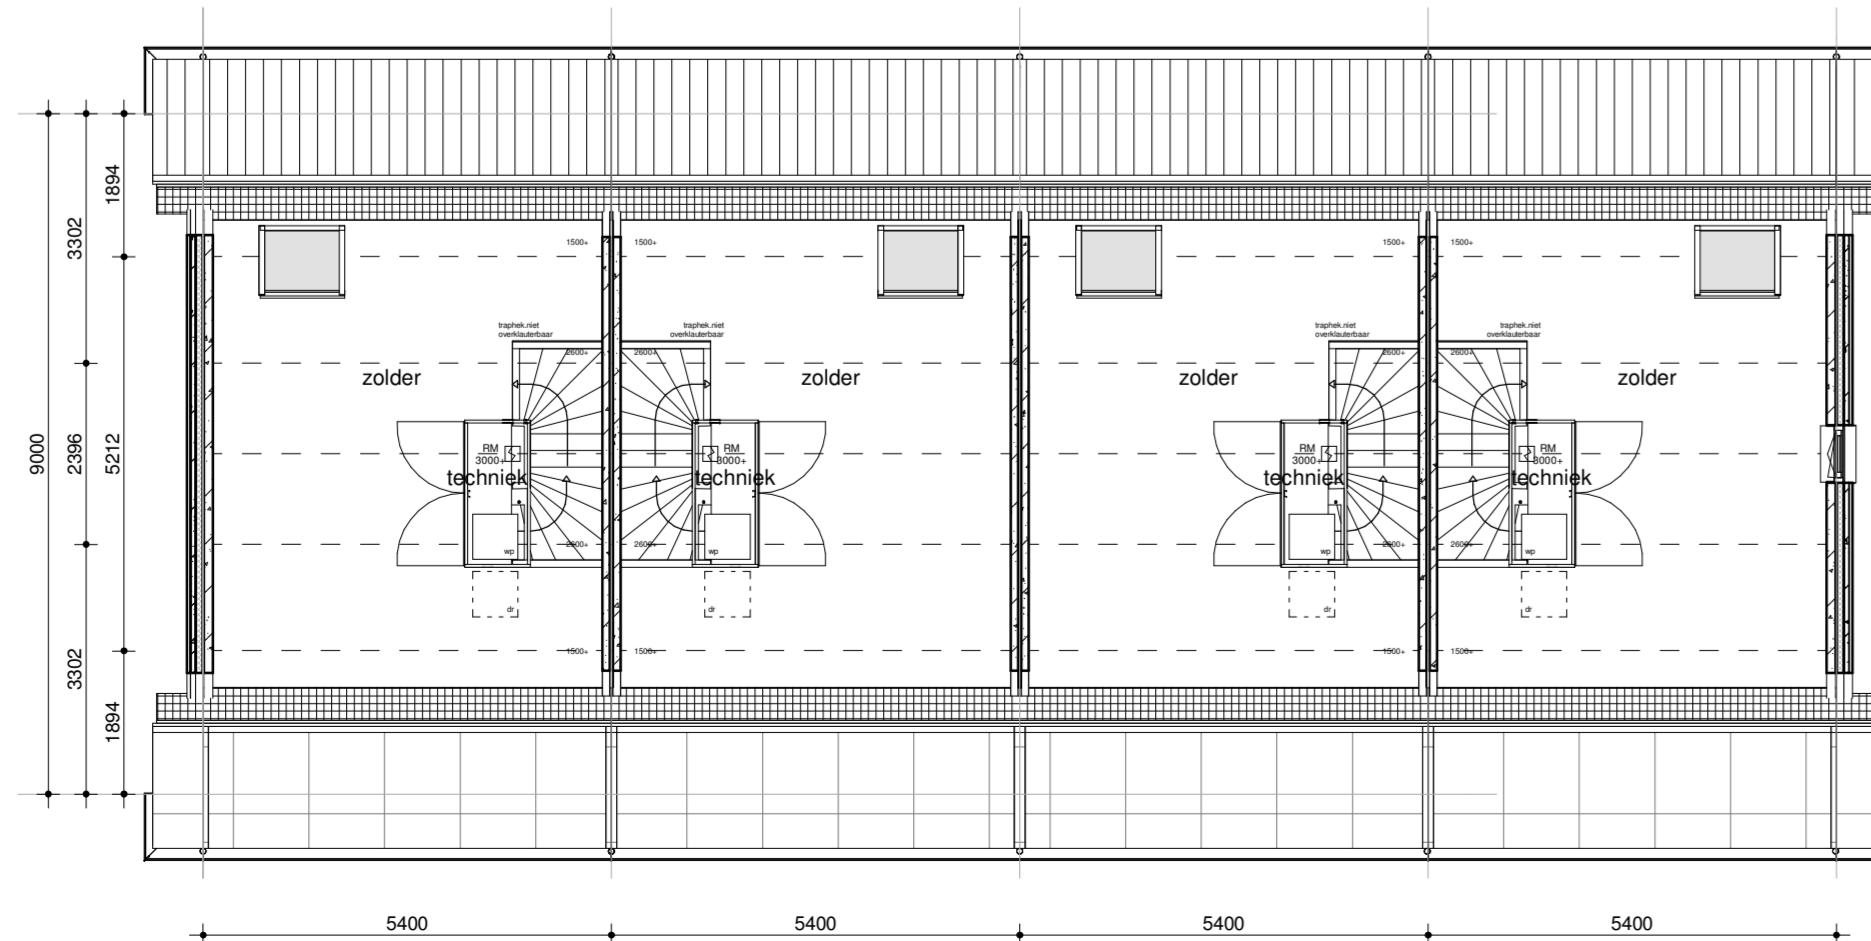 1894
3302
9000
2396
5212
3302
1894
1500+
1500+
1500+
1500+
traphek.niet
overklauterbaar
traphek.niet
overklauterbaar
traphek.niet
overklauterbaar
traphek.niet
overklauterbaar
2600+
2600+
2600+
2600+
zolder
zolder
zolder
zolder
RM
3000+
techniek
RM
3000+
techniek
RM
3000+
techniek
RM
3000+
techniek
2600+
2600+
2600+
2600+
wp
wp
wp
wp
dr
dr
dr
dr
1500+
1500+
1500+
1500+
5400
5400
5400
5400